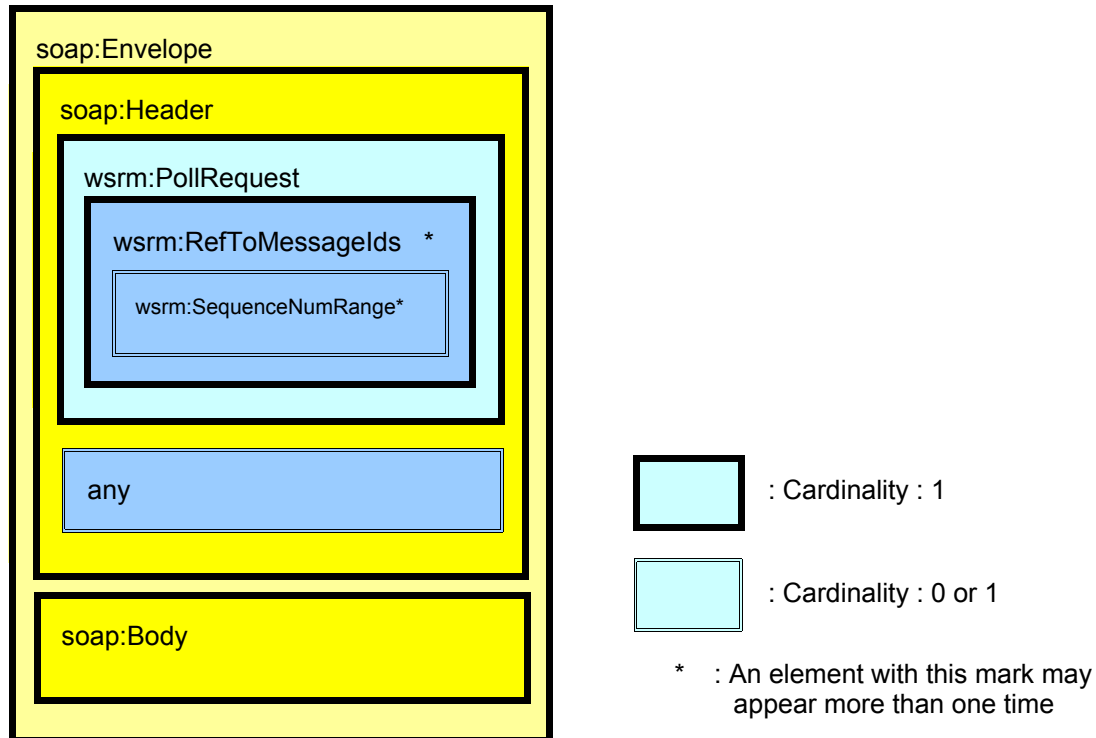 soap:Envelope
soap:Header
wsrm:PollRequest
wsrm:RefToMessageIds *
wsrm:SequenceNumRange*
any
soap:Body
: Cardinality : 1
: Cardinality : 0 or 1
* : An element with this mark may
appear more than one time